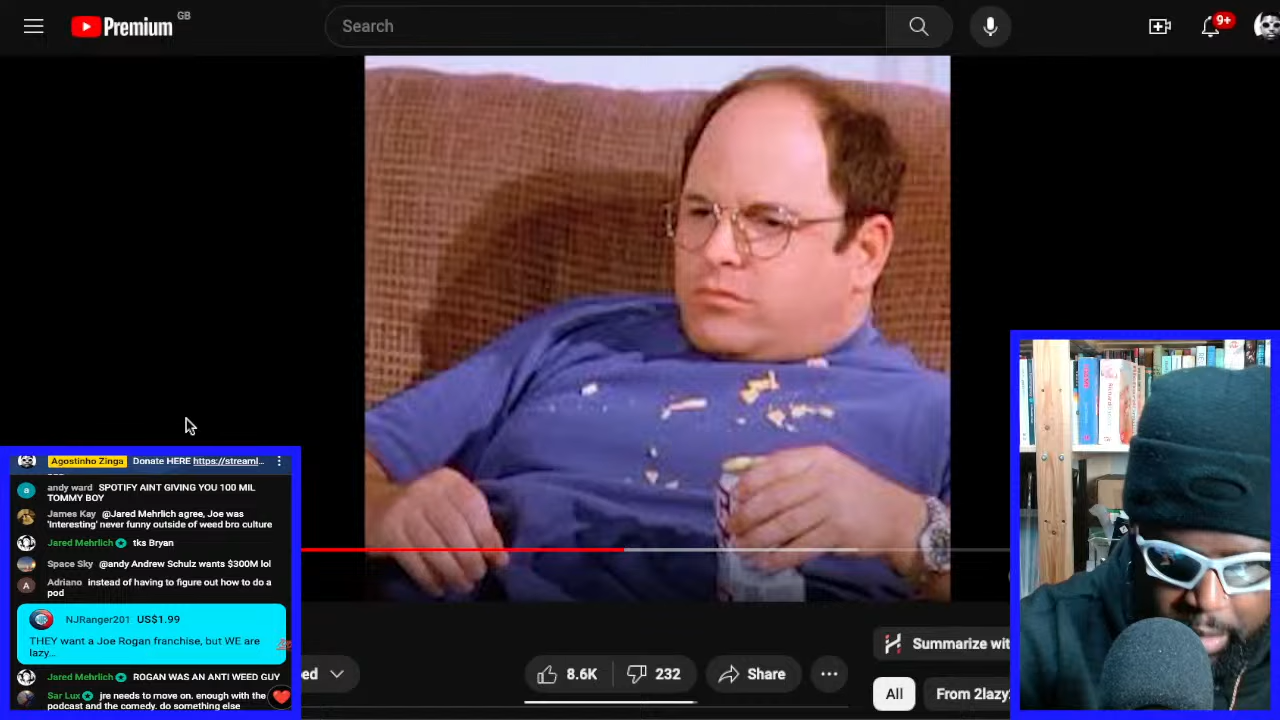 Premium GB
Search
9+
Agostinho Zinga Donate HERE https://streaml...
andy ward SPOTIFY AINT GIVING YOU 100 MIL
TOMMY BOY
James Kay @Jared Mehrlich agree, Joe was
'Interesting' never funny outside of weed bro culture
Jared Mehrlich tks Bryan
Space Sky @andy Andrew Schulz wants $300M lol
Adriano instead of having to figure out how to do a
pod
NJRanger201 US$1.99
THEY want a Joe Rogan franchise, but WE are
lazy...
Jared Mehrlich ROGAN WAS AN ANTI WEED GUY
Sar Lux jre needs to move on. enough with the
podcast and the comedy. do something else
ed
8.6K
232
Share
Summarize wit
All
From 2lazy